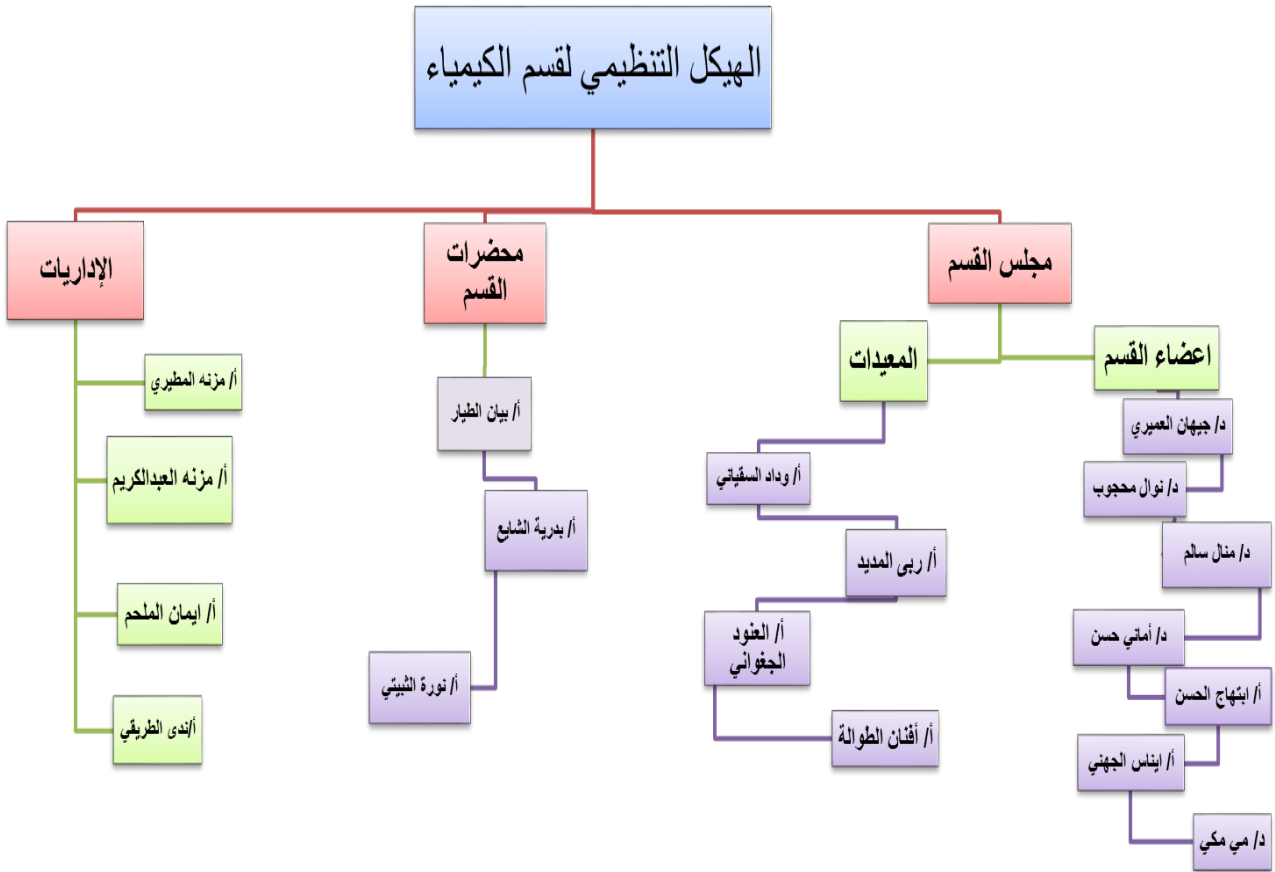 الهيكل التنظيمي لقسم الكيمياء
مجلس القسم
محضرات
القسم
الإداريات
اعضاء القسم
د/ جيهان العميري
د/ نوال محجوب
د/ منال سالم
د/ أماني حسن
أ/ ابتهاج الحسن
أ/ ايناس الجهني
د/ مي مكي
المعيدات
أ/ وداد السقياني
أ/ ربى المديد
أ/ العنود
الجغواني
أ/ أفنان الطوالة
أ/ بيان الطيار
أ/ بدرية الشايع
أ/ نورة الثبيتي
أ/ مزنه المطيري
أ/ مزنه العبدالكريم
أ/ ايمان الملحم
أ/ندى الطريقي